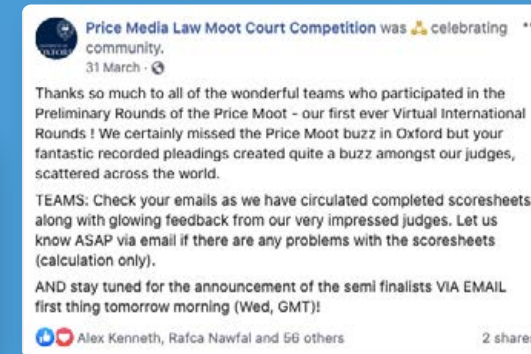 Price Media Law Moot Court Competition was celebrating
community.
31 March ·
Thanks so much to all of the wonderful teams who participated in the
Preliminary Rounds of the Price Moot - our first ever Virtual International
Rounds ! We certainly missed the Price Moot buzz in Oxford but your
fantastic recorded pleadings created quite a buzz amongst our judges,
scattered across the world.
TEAMS: Check your emails as we have circulated completed scoresheets
along with glowing feedback from our very impressed judges. Let us
know ASAP via email if there are any problems with the scoresheets
(calculation only).
AND stay tuned for the announcement of the semi finalists VIA EMAIL
first thing tomorrow morning (Wed, GMT)!
Alex Kenneth, Rafca Nawfal and 56 others 2 share